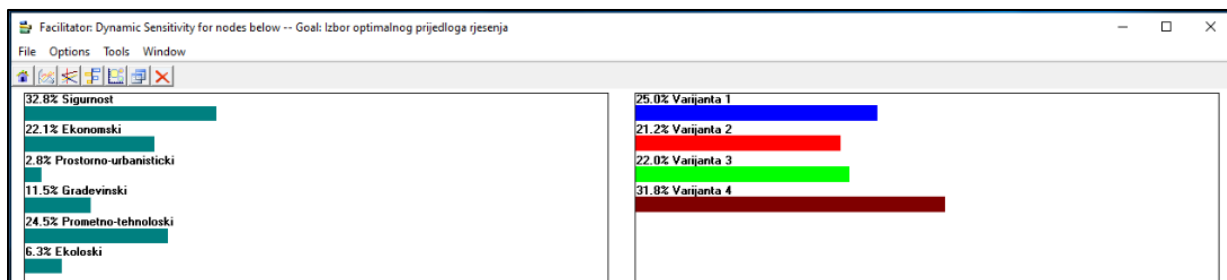 Facilitator: Dynamic Sensitivity for nodes below -- Goal: Izbor optimalnog prijedloga rjesenja
File Options Tools Window
32.8% Sigurnost
22.1% Ekonomski
2.8% Prostorno-urbanisticki
11.5% Gradevinski
24.5% Prometno-tehnoloski
6.3% Ekoloski
25.0% Varijanta 1
21.2% Varijanta 2
22.0% Varijanta 3
31.8% Varijanta 4